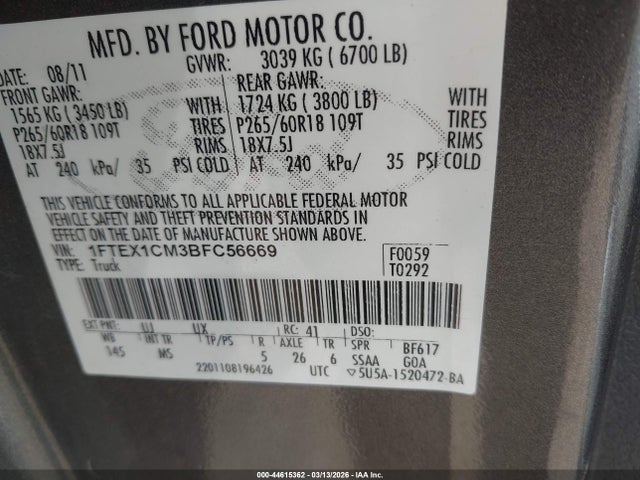 MFD. BY FORD MOTOR CO.
DATE: 08/11 GVWR: 3039 KG ( 6700 LB)
FRONT GAWR: REAR GAWR:
1565 KG ( 3450 LB) WITH 1724 KG ( 3800 LB) WITH
P265/60R18 109T TIRES P265/60R18 109T TIRES
18X7.5J RIMS 18X7.5J RIMS
AT 240 kPa/ 35 PSI COLD AT 240 kPa/ 35 PSI COLD
THIS VEHICLE CONFORMS TO ALL APPLICABLE FEDERAL MOTOR
VEHICLE SAFETY AND THEFT PREVENTION STANDARDS IN
EFFECT ON THE DATE OF MANUFACTURE SHOWN ABOVE.
VIN: 1FTEX1CM3BFC56669 F0059
TYPE: Truck T0292
EXT PNT: UJ UX RC: 41 DSO:
WB INT TR TP/PS R AXLE TR SPR BF617
145 MS 5 26 6 SSAA GOA
2201108196426 UTC ▽5U5A-1520472-BA
000-44615362 | 03/13/2026 | IAA Inc.